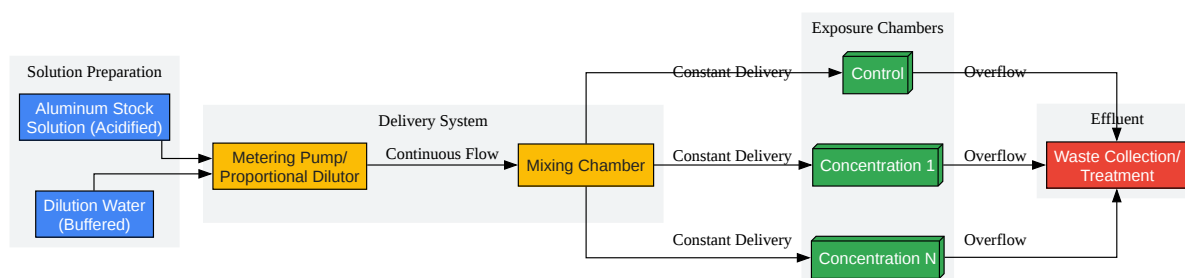 Solution Preparation
Aluminum Stock
Solution (Acidified)
Dilution Water
(Buffered)
Delivery System
Metering Pump/
Proportional Dilutor
Continuous Flow
Mixing Chamber
Constant Delivery
Constant Delivery
Constant Delivery
Exposure Chambers
Control
Concentration 1
Concentration N
Overflow
Overflow
Overflow
Effluent
Waste Collection/
Treatment